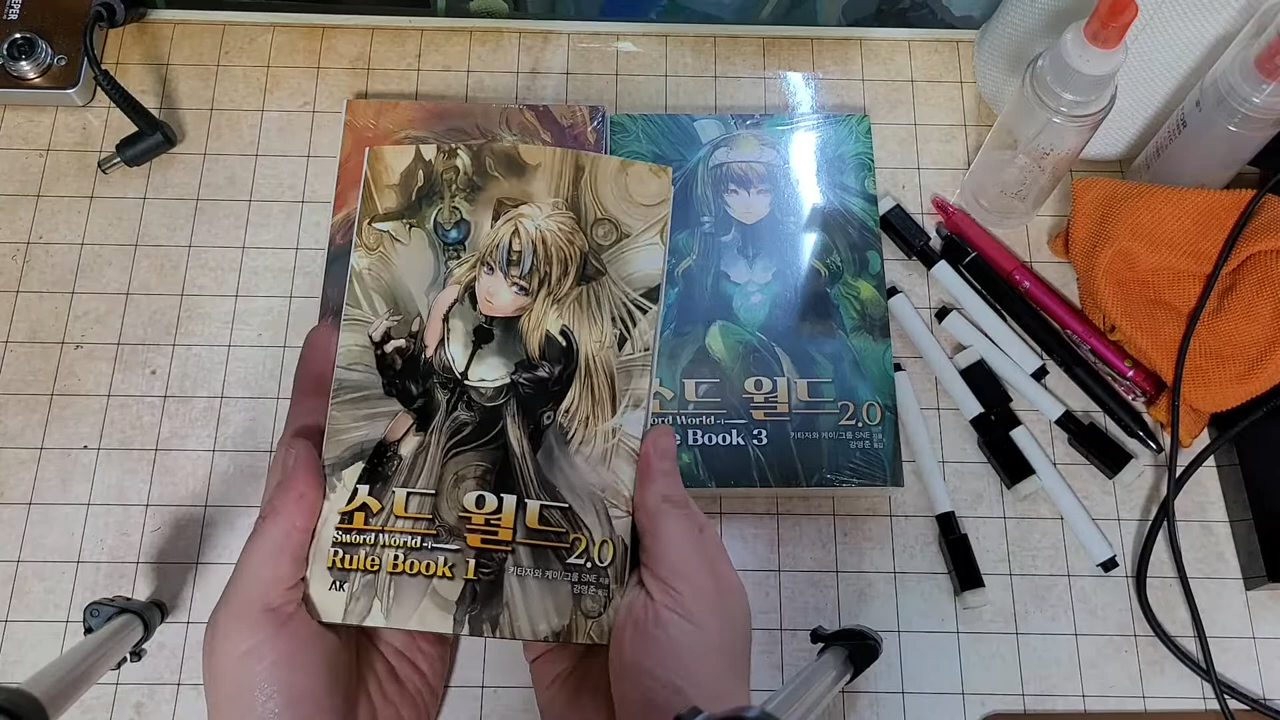 소드 월드 2.0
Sword World
Rule Book 1
키타자와 케이/그룹 SNE 지음
강영준 옮김
AK
소드 월드 2.0
ord World
e Book 3
키타자와 케이/그룹 SNE 지음
강영준 옮김